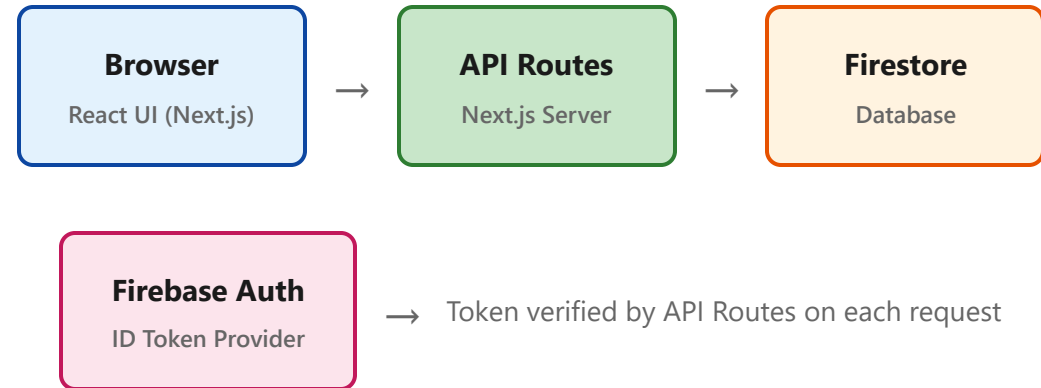 Browser
React UI (Next.js)
→
API Routes
Next.js Server
→
Firestore
Database
Firebase Auth
ID Token Provider
→
Token verified by API Routes on each request